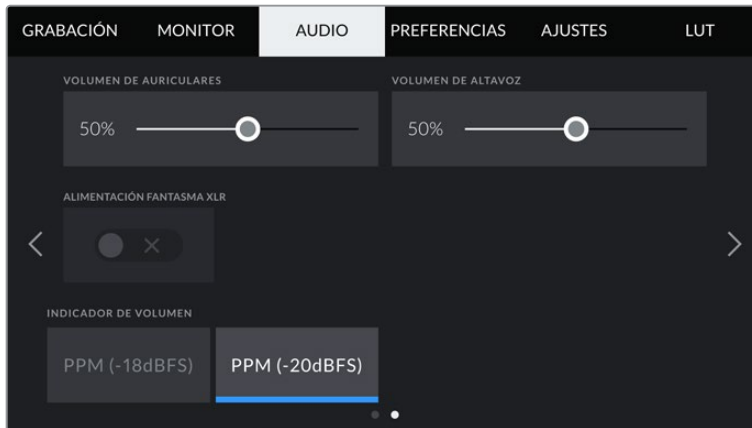 GRABACIÓN MONITOR AUDIO PREFERENCIAS AJUSTES LUT
VOLUMEN DE AURICULARES VOLUMEN DE ALTAVOZ
50% 50%
ALIMENTACIÓN FANTASMA XLR
INDICADOR DE VOLUMEN
PPM (-18dBFS) PPM (-20dBFS)